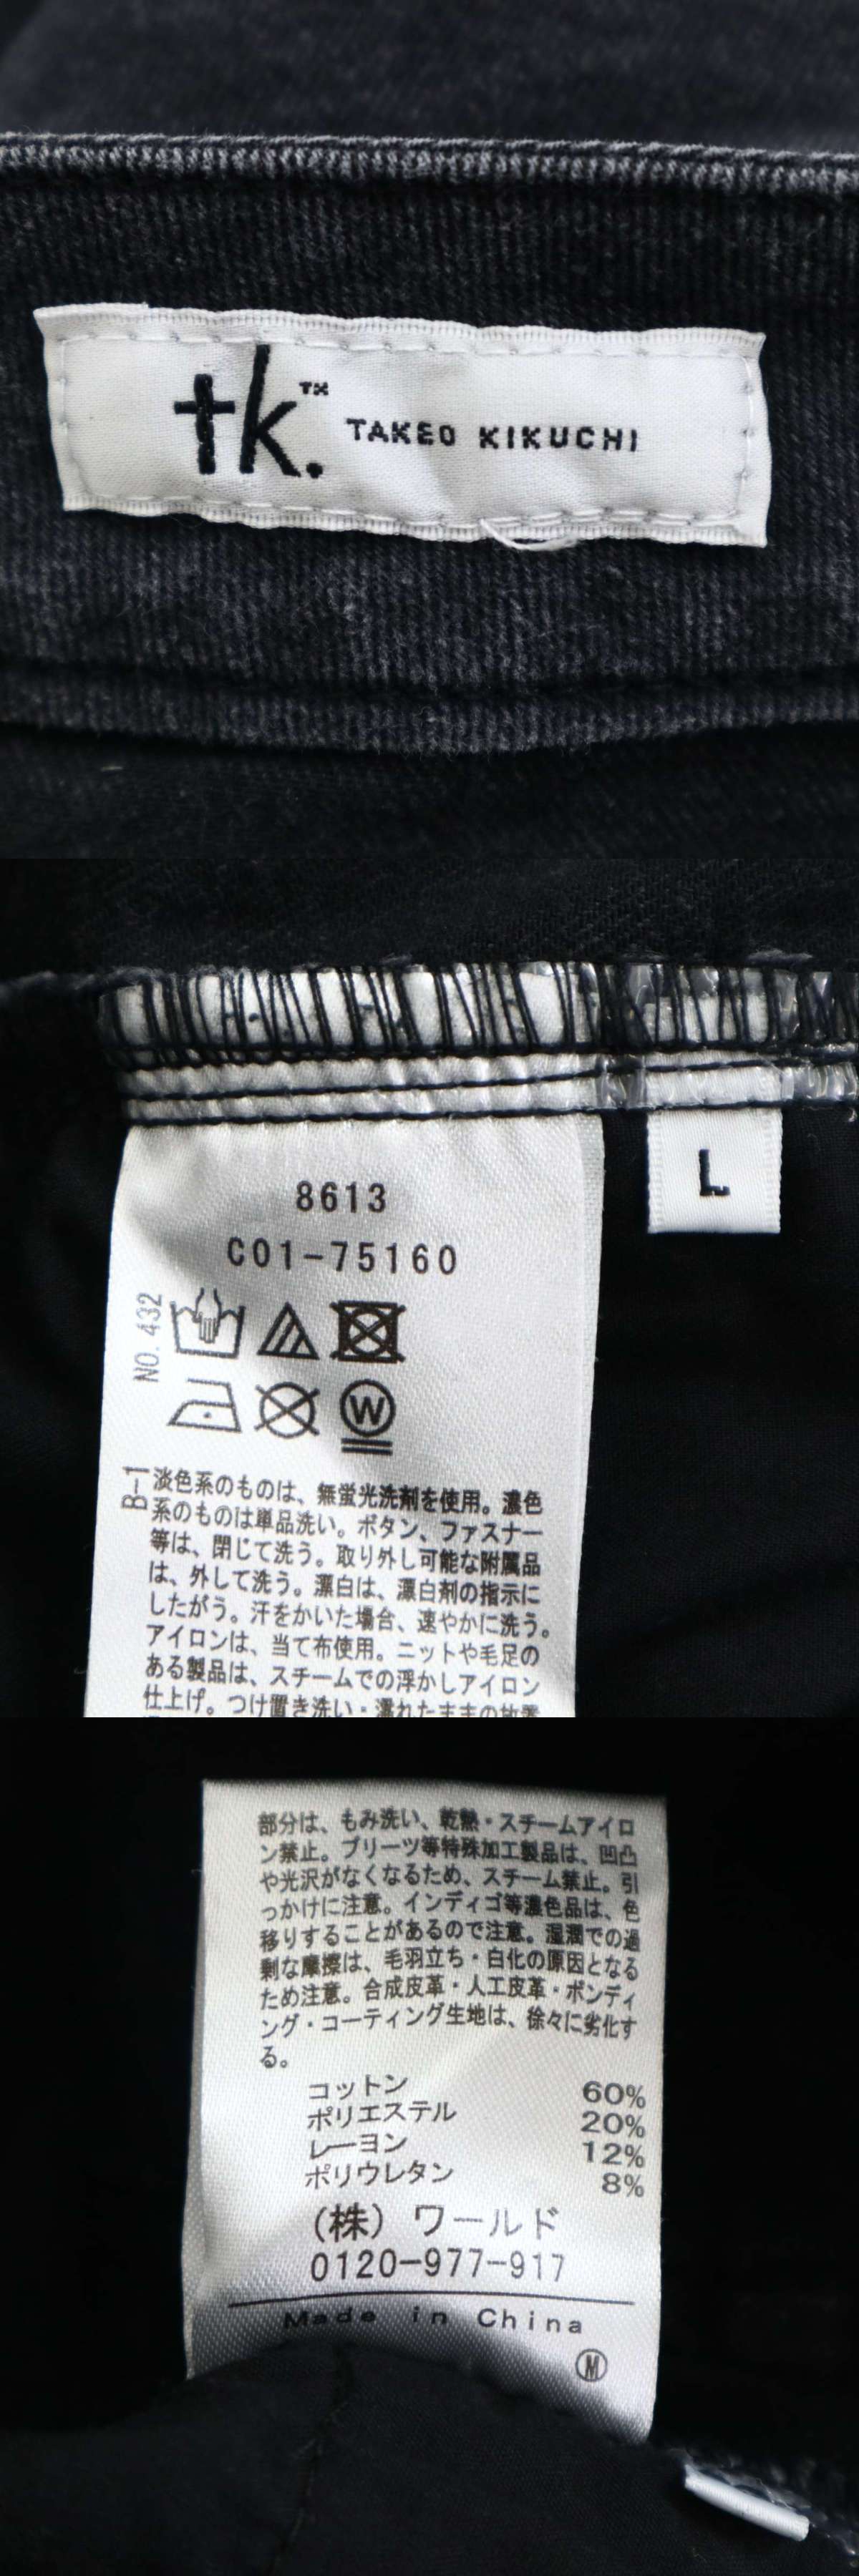 tk.™ TAKEO KIKUCHI
8613
C01-75160
L
NO. 432
W
B-1
淡色系のものは、無蛍光洗剤を使用。濃色
系のものは単品洗い。ボタン、ファスナー
等は、閉じて洗う。取り外し可能な附属品
は、外して洗う。漂白は、漂白剤の指示に
したがう。汗をかいた場合、速やかに洗う。
アイロンは、当て布使用。ニットや毛足の
ある製品は、スチームでの浮かしアイロン
仕上げ。つけ置き洗い・濡れたままの放置
部分は、もみ洗い、乾熱・スチームアイロ
ン禁止。プリーツ等特殊加工製品は、凹凸
や光沢がなくなるため、スチーム禁止。引
っかけに注意。インディゴ等濃色品は、色
移りすることがあるので注意。湿潤での過
剰な摩擦は、毛羽立ち・白化の原因となる
ため注意。合成皮革・人工皮革・ボンディ
ング・コーティング生地は、徐々に劣化す
る。
コットン 60%
ポリエステル 20%
レーヨン 12%
ポリウレタン 8%
(株) ワールド
0120-977-917
Made in China
Ⓜ